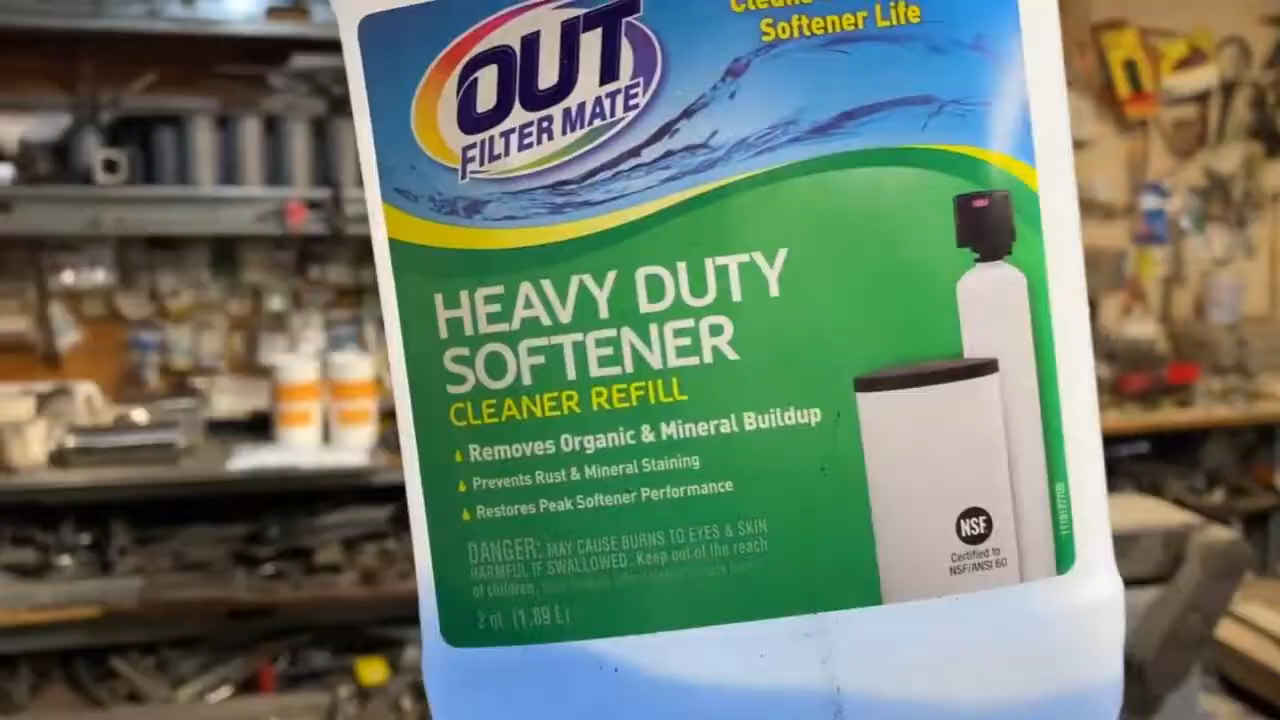 OUT
FILTER MATE
Softener Life
HEAVY DUTY
SOFTENER
CLEANER REFILL
Removes Organic & Mineral Buildup
Prevents Rust & Mineral Staining
Restores Peak Softener Performance
DANGER: MAY CAUSE BURNS TO EYES & SKIN
HARMFUL IF SWALLOWED. Keep out of the reach
of children.
2 qt (1.89 L)
NSF
Certified to
NSF/ANSI 60